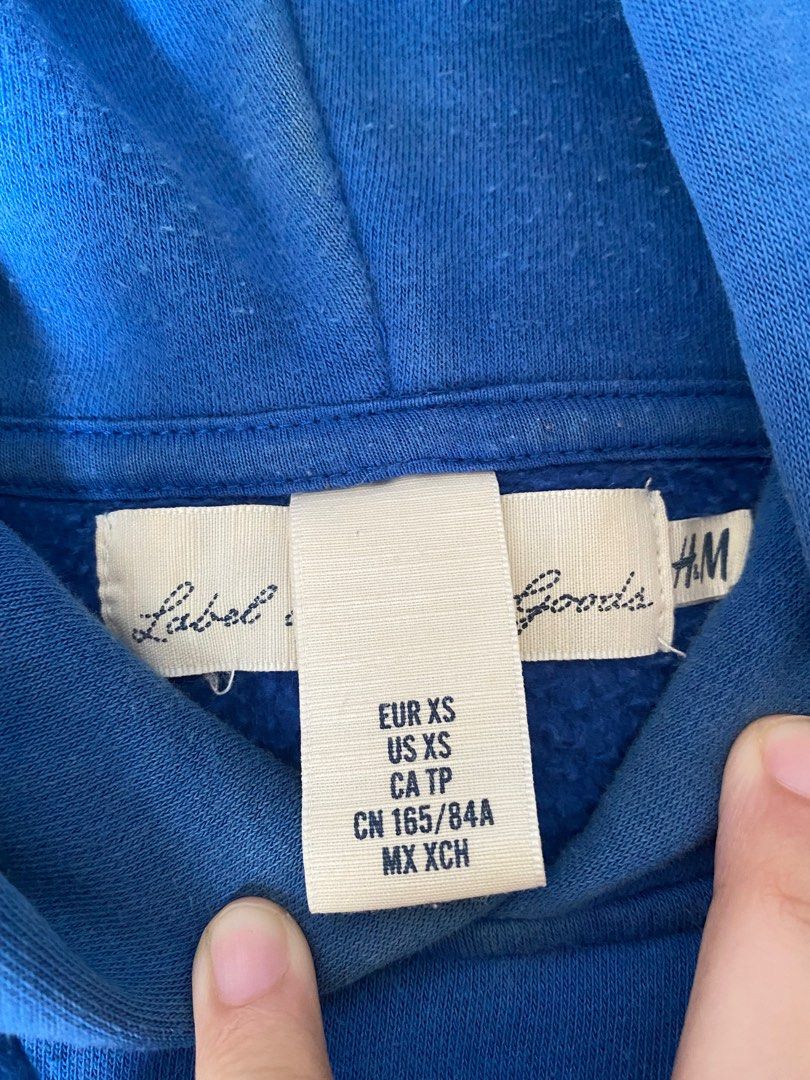 Label Goods
H&M
EUR XS
US XS
CA TP
CN 165/84A
MX XCH